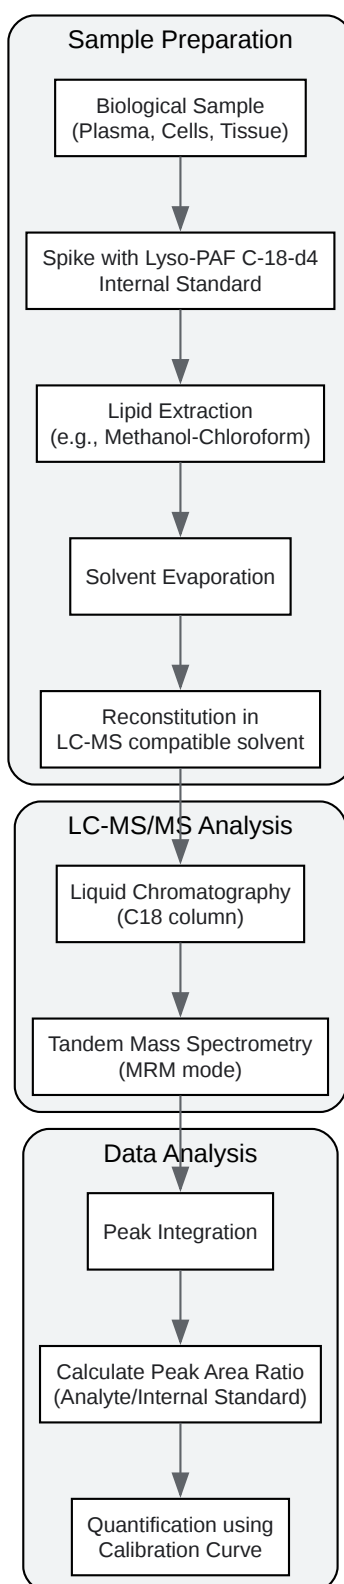 Sample Preparation
Biological Sample
(Plasma, Cells, Tissue)
Spike with Lyso-PAF C-18-d4
Internal Standard
Lipid Extraction
(e.g., Methanol-Chloroform)
Solvent Evaporation
Reconstitution in
LC-MS compatible solvent
LC-MS/MS Analysis
Liquid Chromatography
(C18 column)
Tandem Mass Spectrometry
(MRM mode)
Data Analysis
Peak Integration
Calculate Peak Area Ratio
(Analyte/Internal Standard)
Quantification using
Calibration Curve